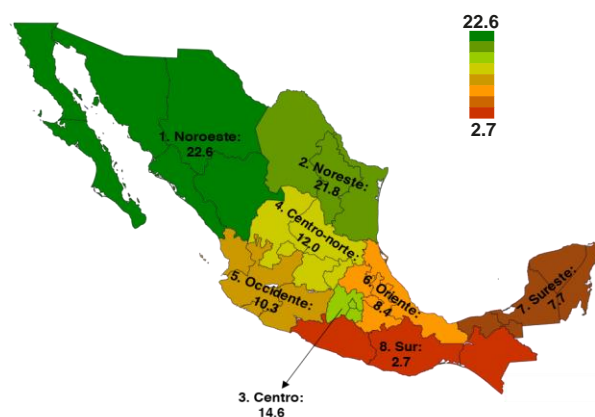 22.6
2.7
1. Noroeste:
22.6
2. Noreste:
21.8
4. Centro-norte:
12.0
5. Occidente:
10.3
6. Oriente:
8.4
7. Sureste:
7.7
8. Sur:
2.7
3. Centro:
14.6